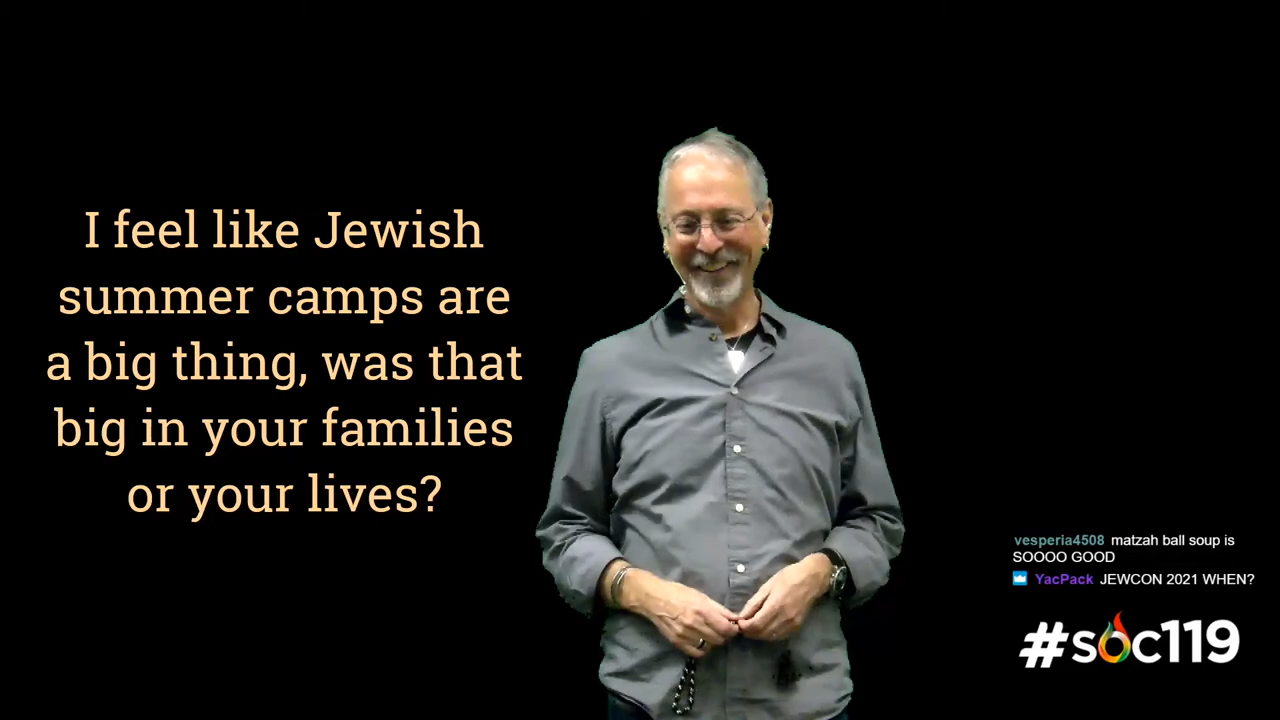 I feel like Jewish
summer camps are
a big thing, was that
big in your families
or your lives?
vesperia4508 matzah ball soup is
SOOOO GOOD
YacPack JEWCON 2021 WHEN?
#soc119